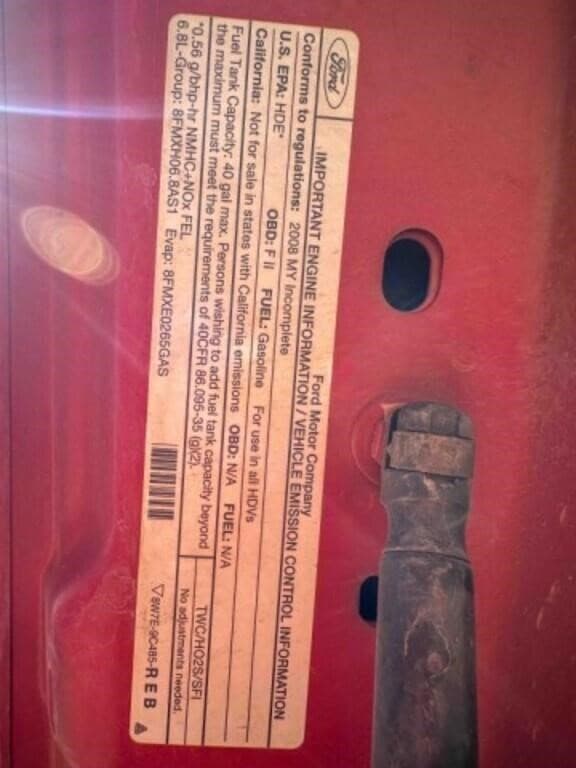 Ford
Ford Motor Company
IMPORTANT ENGINE INFORMATION / VEHICLE EMISSION CONTROL INFORMATION
Conforms to regulations: 2008 MY Incomplete
U.S. EPA: HDE* OBD: F II FUEL: Gasoline For use in all HDVs
California: Not for sale in states with California emissions OBD: N/A FUEL: N/A
Fuel Tank Capacity: 40 gal max. Persons wishing to add fuel tank capacity beyond
the maximum must meet the requirements of 40CFR 86.095-35 (g)(2).
*0.56 g/bhp-hr NMHC+NOx FEL
TWC/HO2S/SFI
6.8L-Group: 8FMXH06.8AS1 Evap: 8FMXE0265GAS
No adjustments needed.
8W7E-9C485-R E B